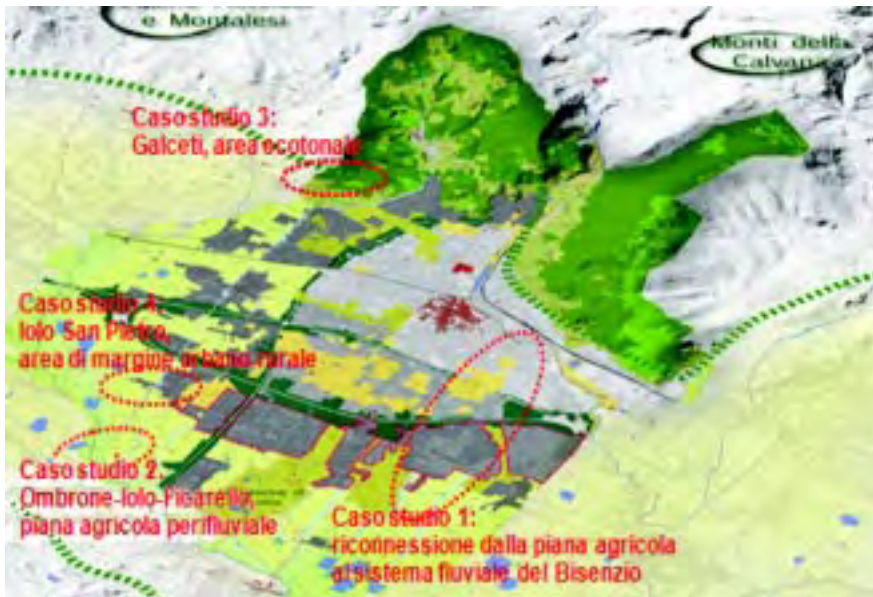 e Montalesi
Monti della
Calvana
Caso studio 3:
Galceti, area ecotonale
Caso studio 4:
Iolo San Pietro,
area di margine urbano rurale
Caso studio 2:
Ombrone-Iolo-Ficarello,
piana agricola perifluviale
Caso studio 1:
riconnessione dalla piana agricola
al sistema fluviale del Bisenzio